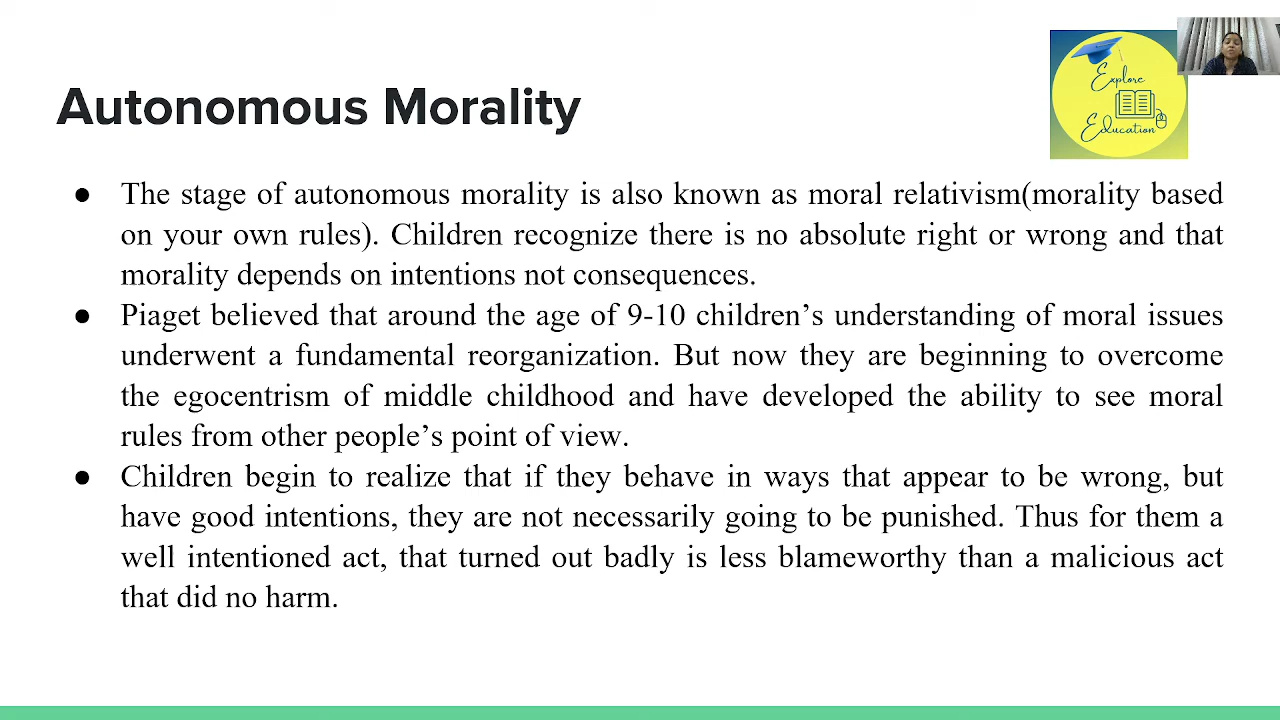 Autonomous Morality
Explore
Education
● The stage of autonomous morality is also known as moral relativism(morality based
on your own rules). Children recognize there is no absolute right or wrong and that
morality depends on intentions not consequences.
● Piaget believed that around the age of 9-10 children’s understanding of moral issues
underwent a fundamental reorganization. But now they are beginning to overcome
the egocentrism of middle childhood and have developed the ability to see moral
rules from other people’s point of view.
● Children begin to realize that if they behave in ways that appear to be wrong, but
have good intentions, they are not necessarily going to be punished. Thus for them a
well intentioned act, that turned out badly is less blameworthy than a malicious act
that did no harm.